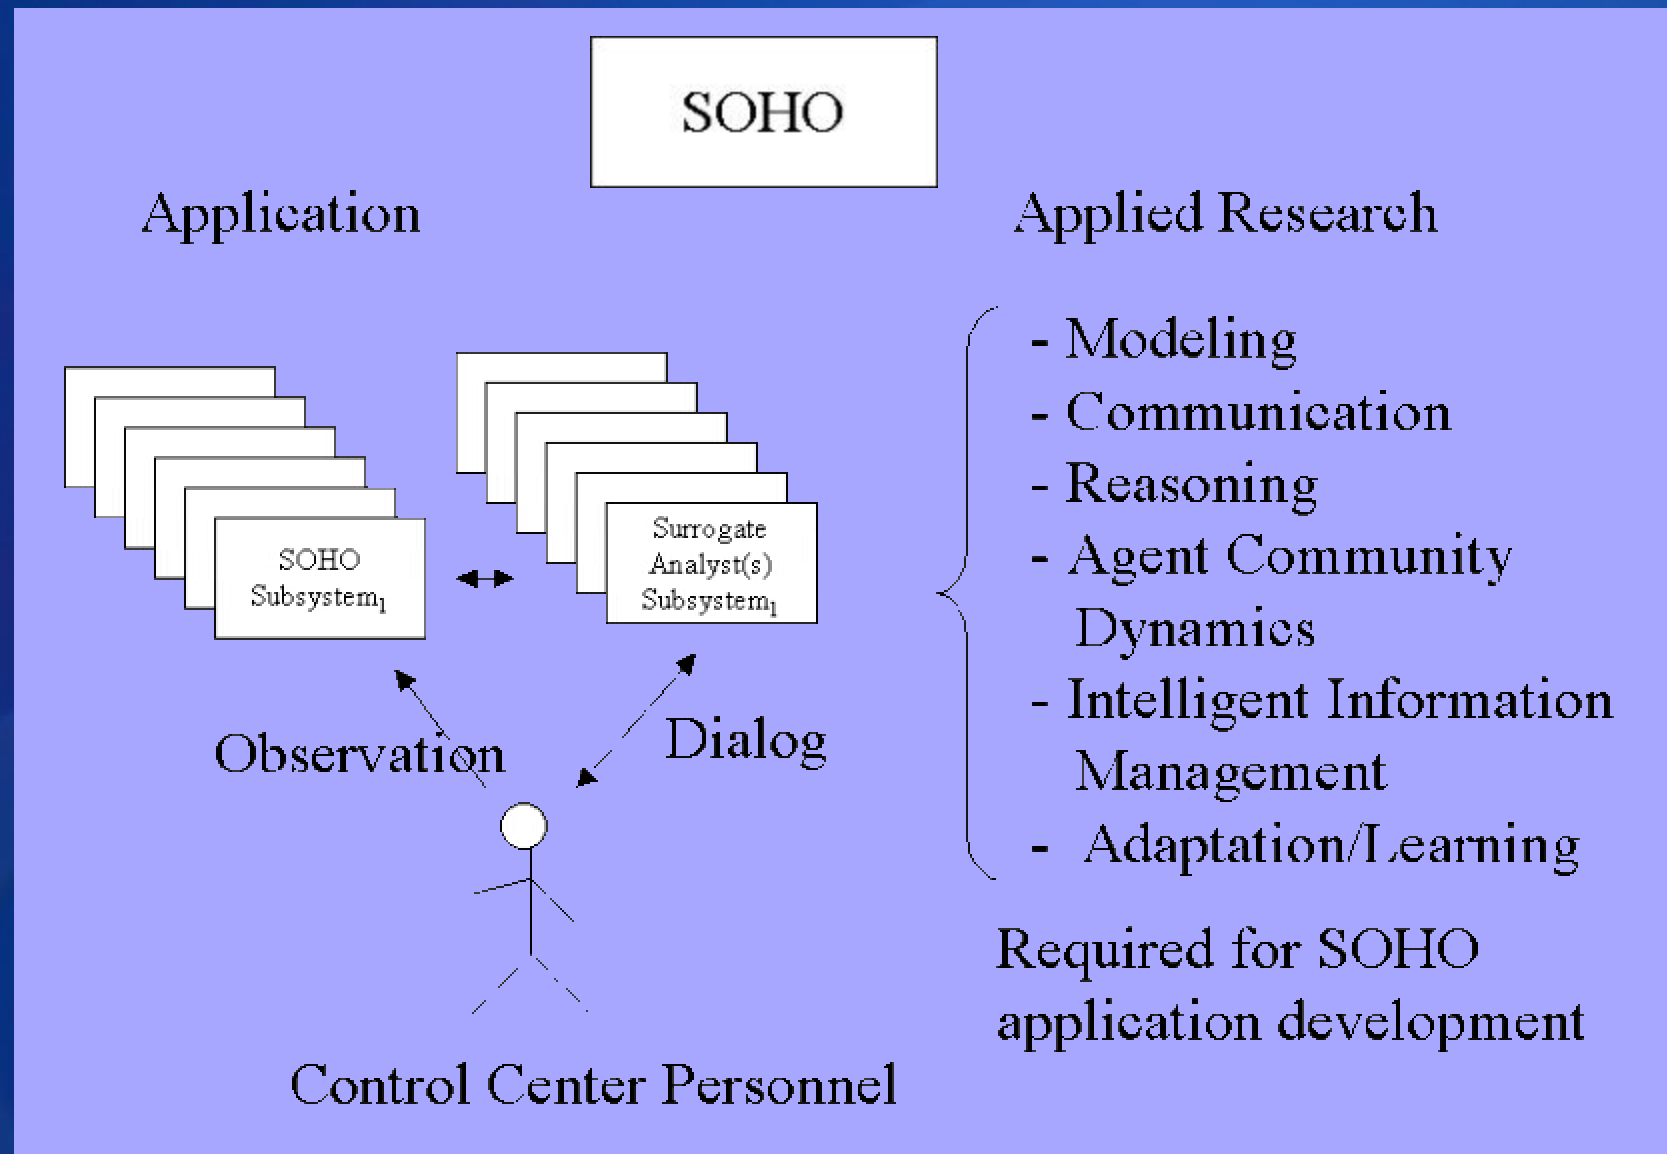 SOHO
Application
Applied Research
SOHO
Subsystem₁
Surrogate
Analyst(s)
Subsystem₁
Observation
Dialog
Control Center Personnel
- Modeling
- Communication
- Reasoning
- Agent Community
Dynamics
- Intelligent Information
Management
- Adaptation/Learning
Required for SOHO
application development